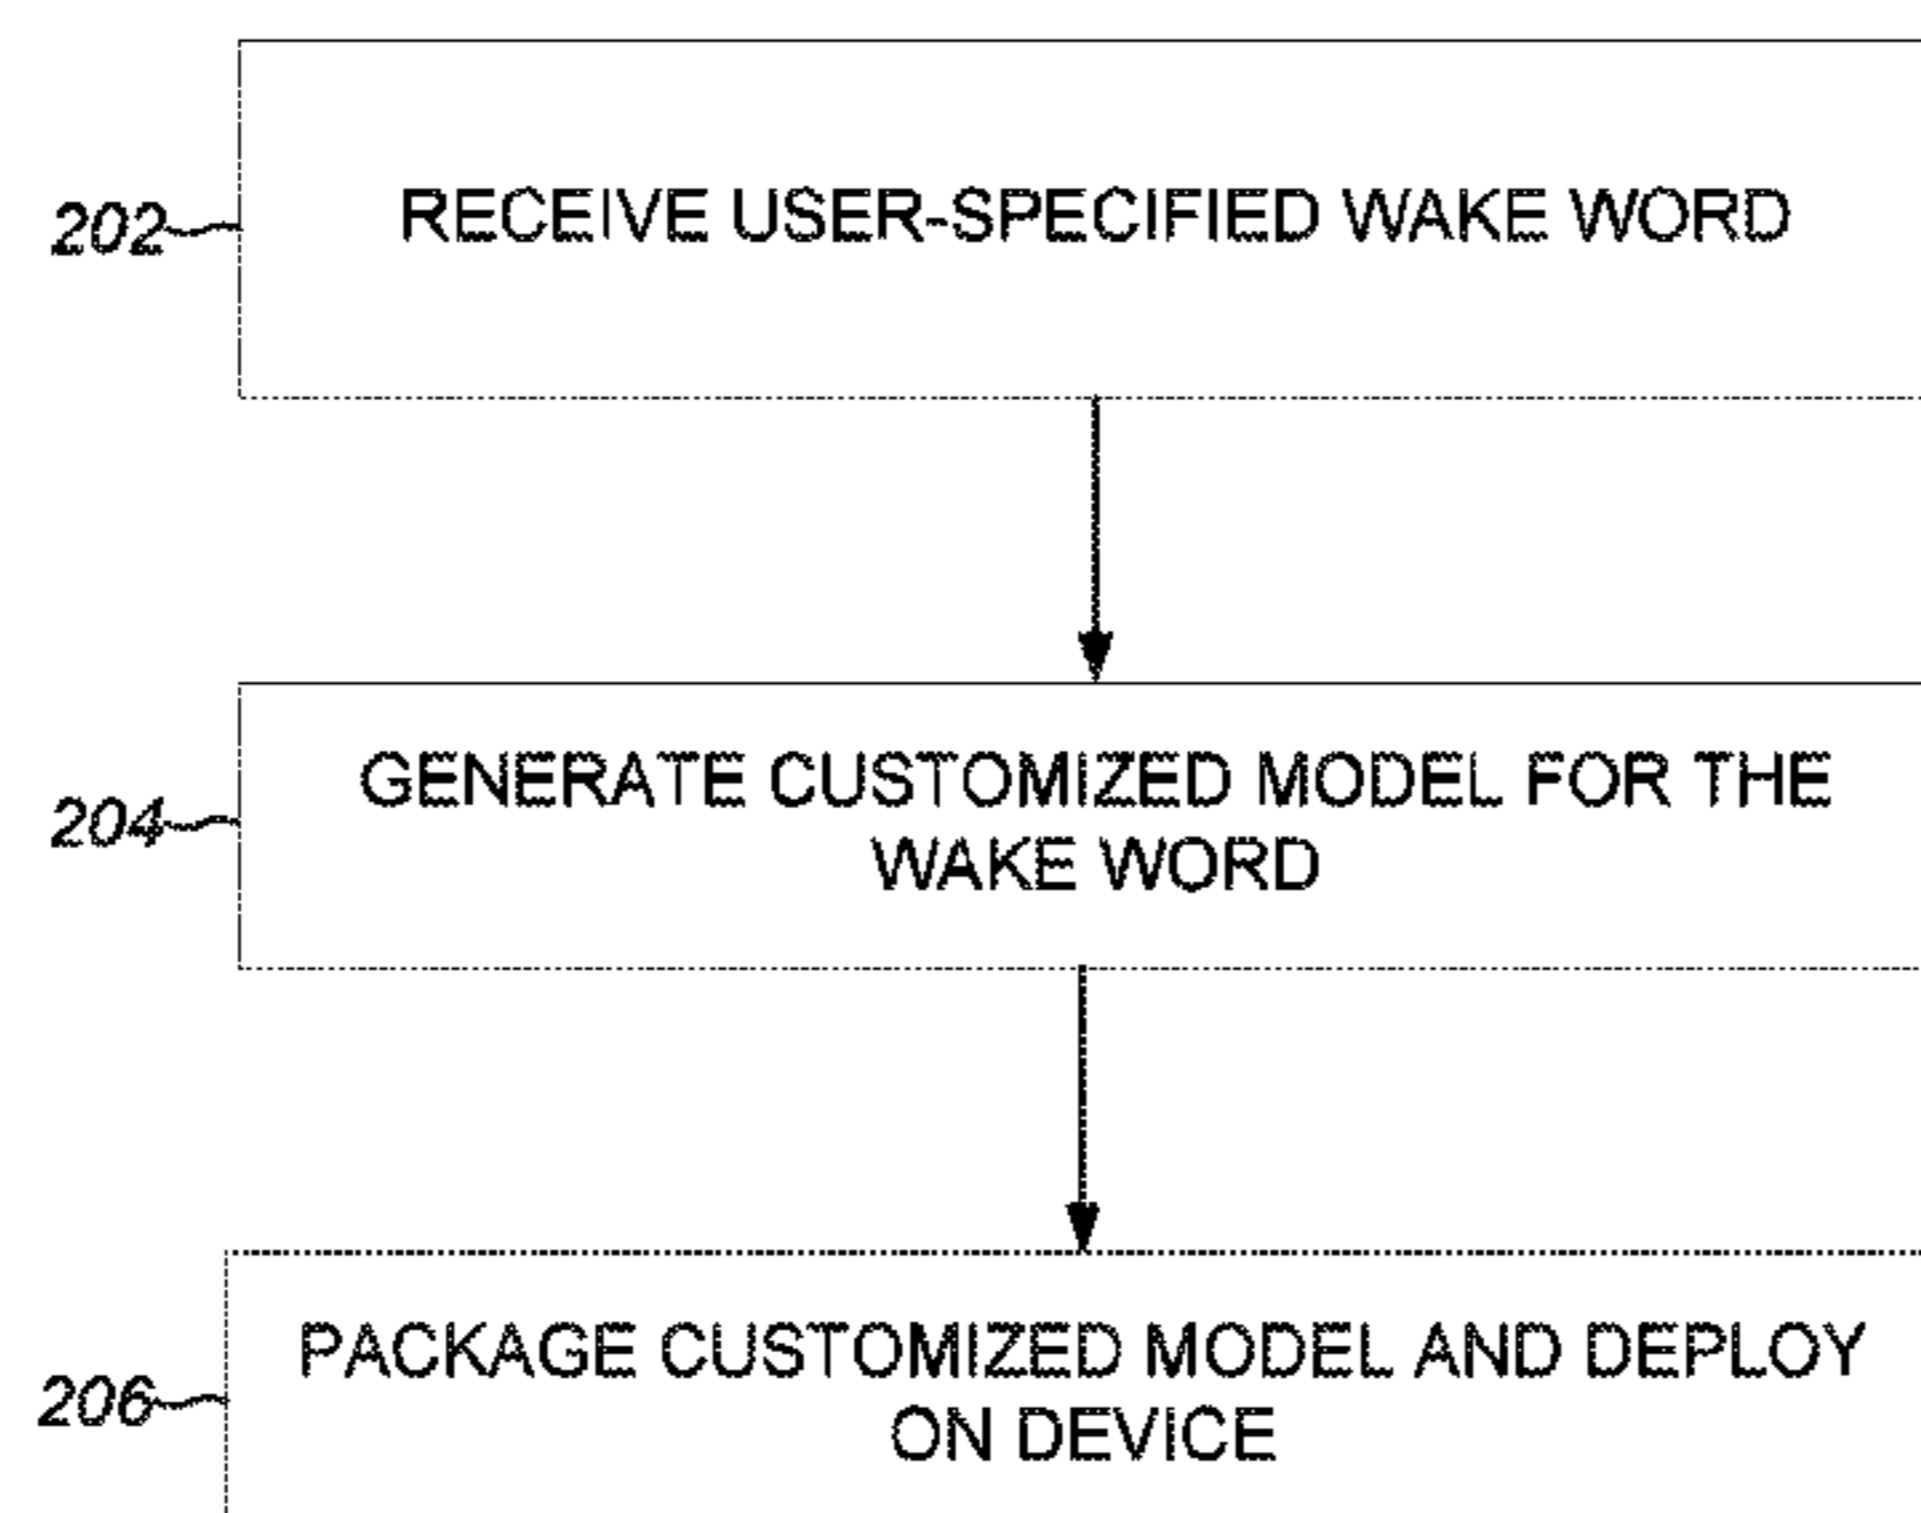 202
RECEIVE USER-SPECIFIED WAKE WORD
204
GENERATE CUSTOMIZED MODEL FOR THE
WAKE WORD
206
PACKAGE CUSTOMIZED MODEL AND DEPLOY
ON DEVICE